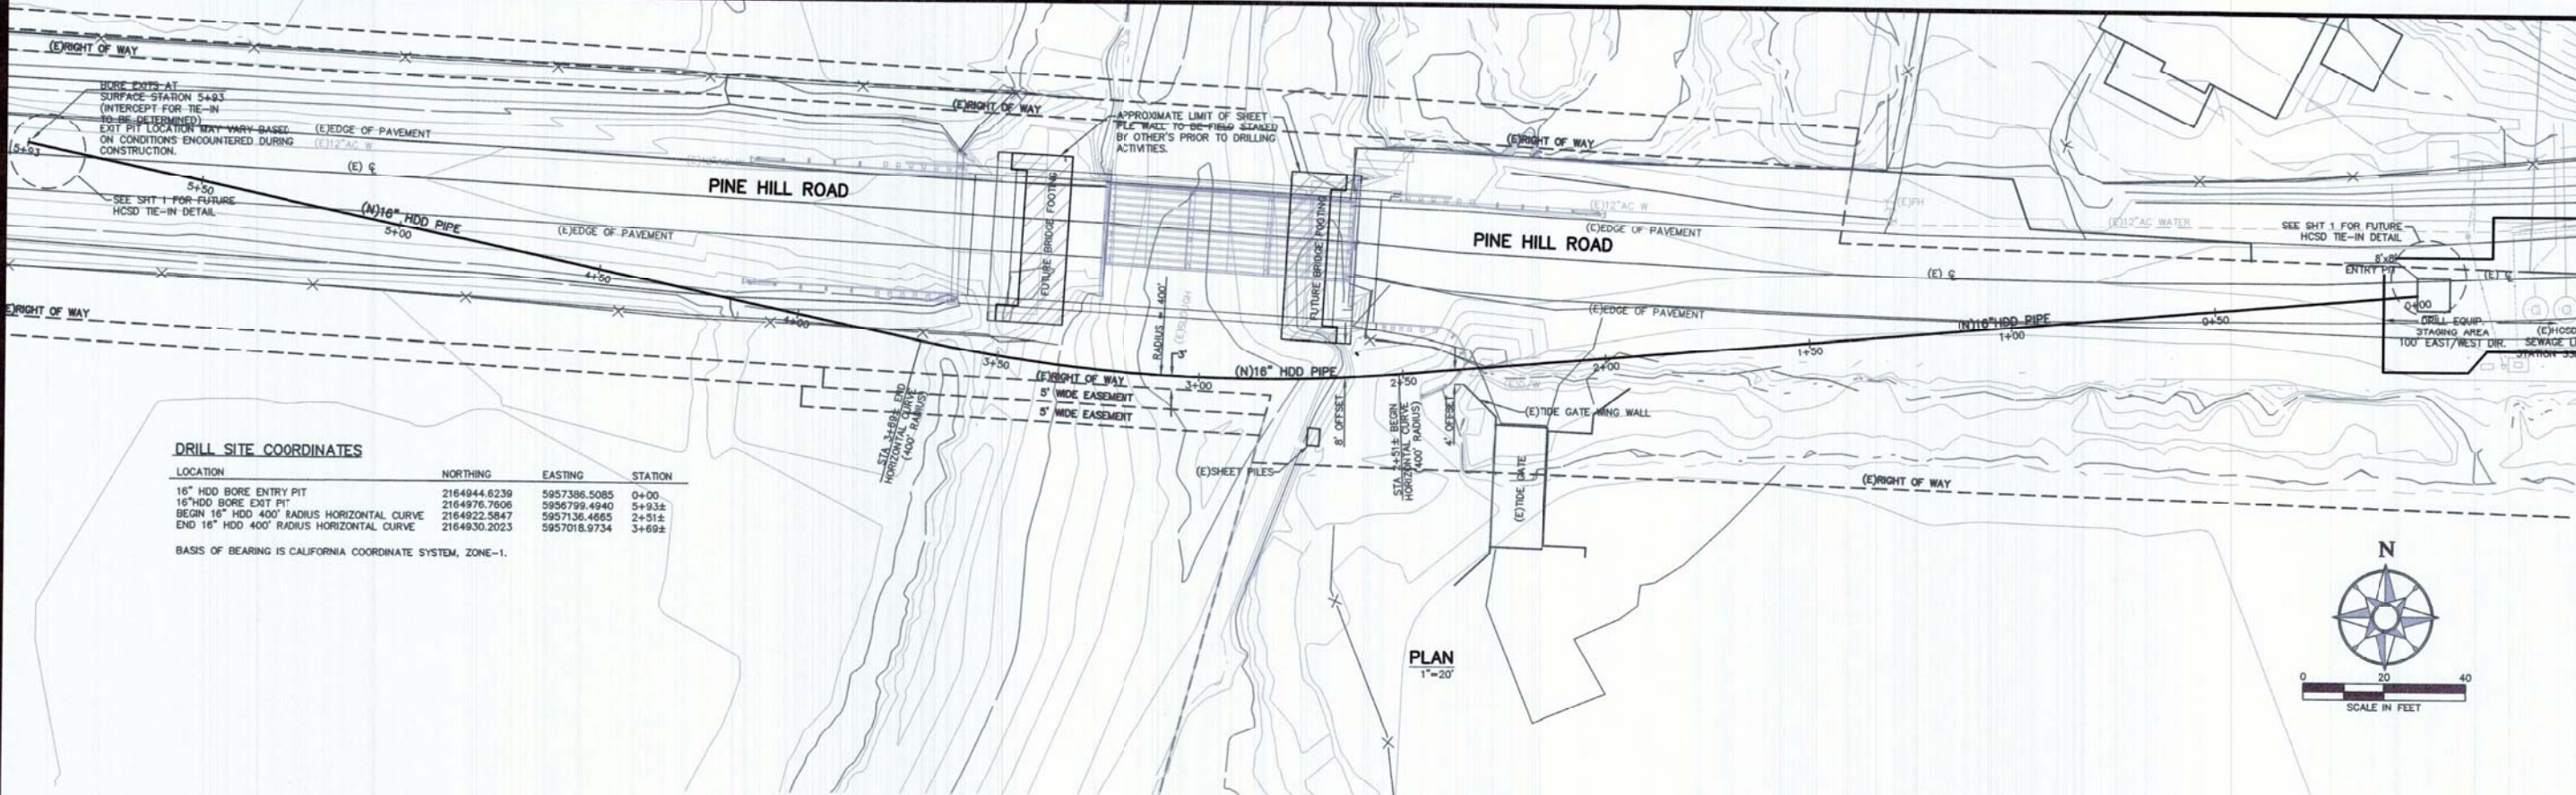 (E)RIGHT OF WAY
BORE EXITS AT
SURFACE STATION 5+93
(INTERCEPT FOR TIE-IN
TO BE DETERMINED)
EXIT PIT LOCATION MAY VARY BASED
ON CONDITIONS ENCOUNTERED DURING
CONSTRUCTION.
(E)EDGE OF PAVEMENT
(E)12"AC W
(5+93
(E) ℄
5+50
SEE SHT 1 FOR FUTURE
HCSD TIE-IN DETAIL
(N)16" HDD PIPE
5+00
(E)EDGE OF PAVEMENT
4+50
4+00
E)RIGHT OF WAY
PINE HILL ROAD
(E)RIGHT OF WAY
APPROXIMATE LIMIT OF SHEET
PLE WALL TO BE FIELD STAKED
BY OTHER'S PRIOR TO DRILLING
ACTIVITIES.
FUTURE BRIDGE FOOTING
FUTURE BRIDGE FOOTING
RADIUS = 400'
(E)SLOUGH
3'
3+50
(E)RIGHT OF WAY
5' WIDE EASEMENT
5' WIDE EASEMENT
3+00
(N)16" HDD PIPE
STA 3+69± END
HORIZONTAL CURVE
(400' RADIUS)
8' OFFSET
2+50
STA 2+51± BEGIN
HORIZONTAL CURVE
(400' RADIUS)
4' OFFSET
(E)SHEET PILES
(E)TIDE GATE WING WALL
(E)TIDE GATE
(E)RIGHT OF WAY
(E)12"AC W
(E)EDGE OF PAVEMENT
PINE HILL ROAD
(E)FH
(E)12"AC WATER
(E) ℄
(E)EDGE OF PAVEMENT
2+00
1+50
(N)16"HDD PIPE
1+00
0+50
SEE SHT 1 FOR FUTURE
HCSD TIE-IN DETAIL
8'x8'
ENTRY PIT
(E) ℄
0+00
DRILL EQUIP.
STAGING AREA
100' EAST/WEST DIR.
(E)HCSD
SEWAGE LI
STATION
(E)RIGHT OF WAY
DRILL SITE COORDINATES
LOCATION NORTHING EASTING STATION
16" HDD BORE ENTRY PIT 2164944.6239 5957386.5085 0+00
16"HDD BORE EXIT PIT 2164976.7606 5956799.4940 5+93±
BEGIN 16" HDD 400' RADIUS HORIZONTAL CURVE 2164922.5847 5957136.4665 2+51±
END 16" HDD 400' RADIUS HORIZONTAL CURVE 2164930.2023 5957018.9734 3+69±
BASIS OF BEARING IS CALIFORNIA COORDINATE SYSTEM, ZONE-1.
PLAN
1"=20'
N
0 20 40
SCALE IN FEET